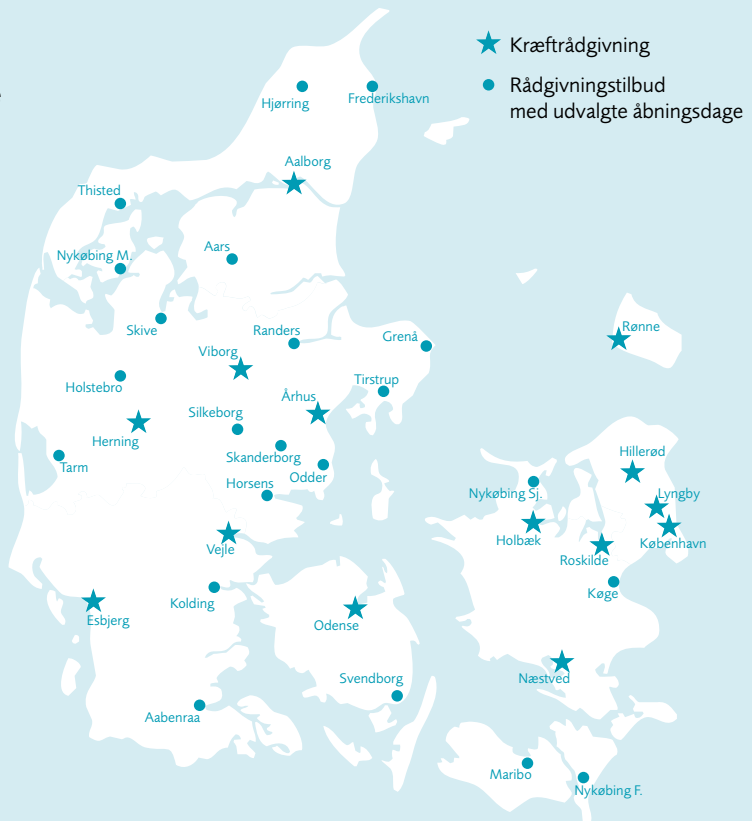 Kræftrådgivning
Rådgivningstilbud
med udvalgte åbningsdage
Hjørring
Frederikshavn
Aalborg
Thisted
Aars
Nykøbing M.
Skive
Randers
Grenå
Rønne
Viborg
Tirstrup
Holstebro
Århus
Silkeborg
Herning
Hillerød
Skanderborg
Tarm
Odder
Horsens
Nykøbing Sj.
Lyngby
Holbæk
København
Vejle
Roskilde
Køge
Kolding
Esbjerg
Odense
Svendborg
Næstved
Aabenraa
Maribo
Nykøbing F.